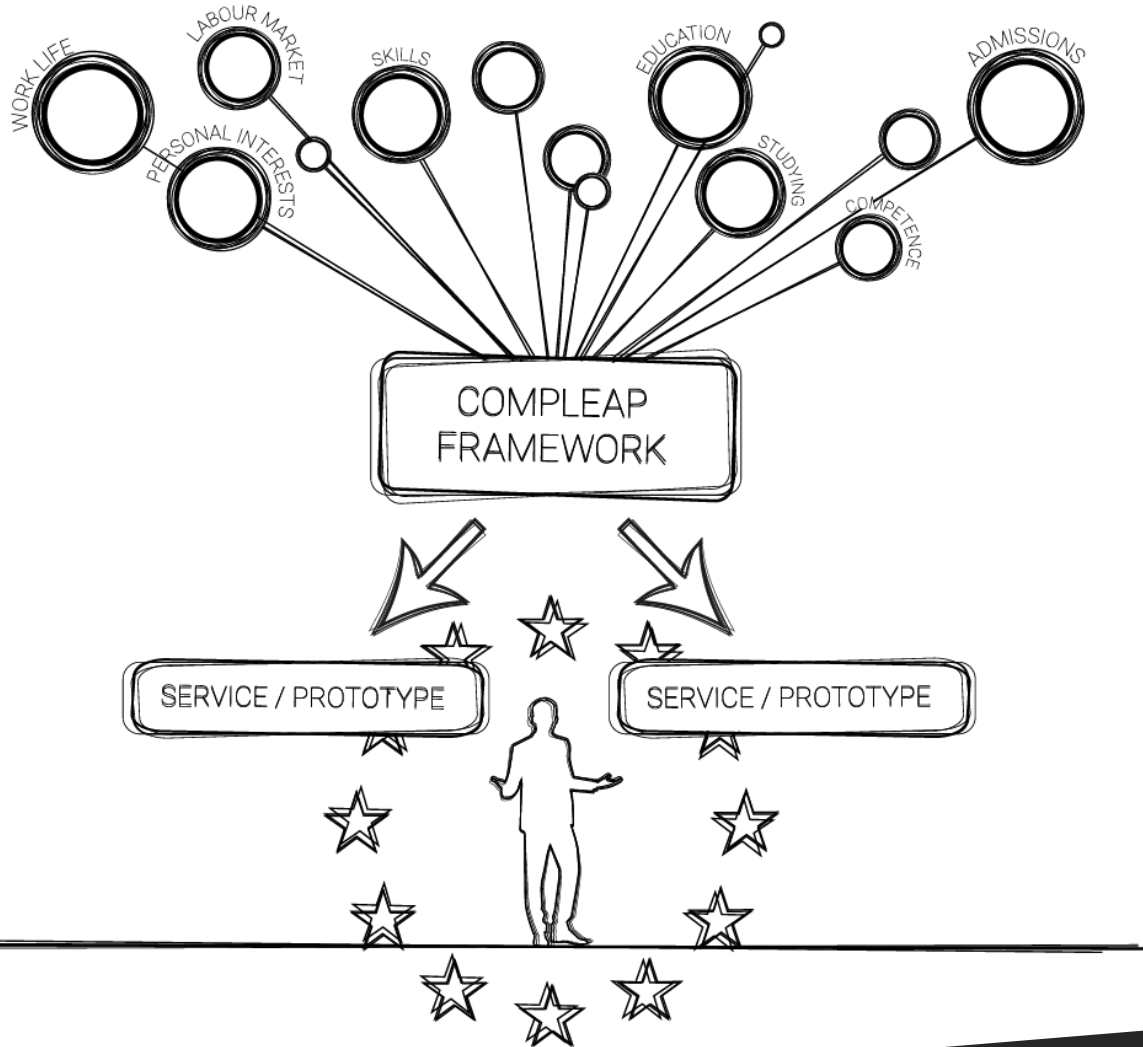 WORK LIFE
LABOUR MARKET
PERSONAL INTERESTS
SKILLS
EDUCATION
STUDYING
ADMISSIONS
COMPETENCE
COMPLEAP
FRAMEWORK
SERVICE / PROTOTYPE
SERVICE / PROTOTYPE